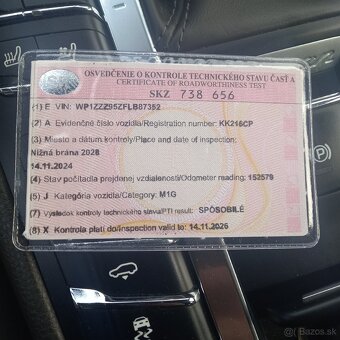 OSVEDČENIE O KONTROLE TECHNICKÉHO STAVU ČASŤ A
CERTIFICATE OF ROADWORTHINESS TEST
SKZ 738 656
(1) E VIN: WP1ZZZ95ZFLB87352
(2) A Evidenčné číslo vozidla/Registration number: KK218CP
(3) Miesto a dátum kontroly/Place and date of inspection:
Nižná brána 2028
14.11.2024
(4) Stav počítadla prejdenej vzdialenosti/Odometer reading: 152579
(5) J Kategória vozidla/Category: M1G
(7) Výsledok kontroly technického stavu/PTI result: SPÔSOBILÉ
(8) X Kontrola platí do/Inspection valid to: 14.11.2026
© Bazos.sk